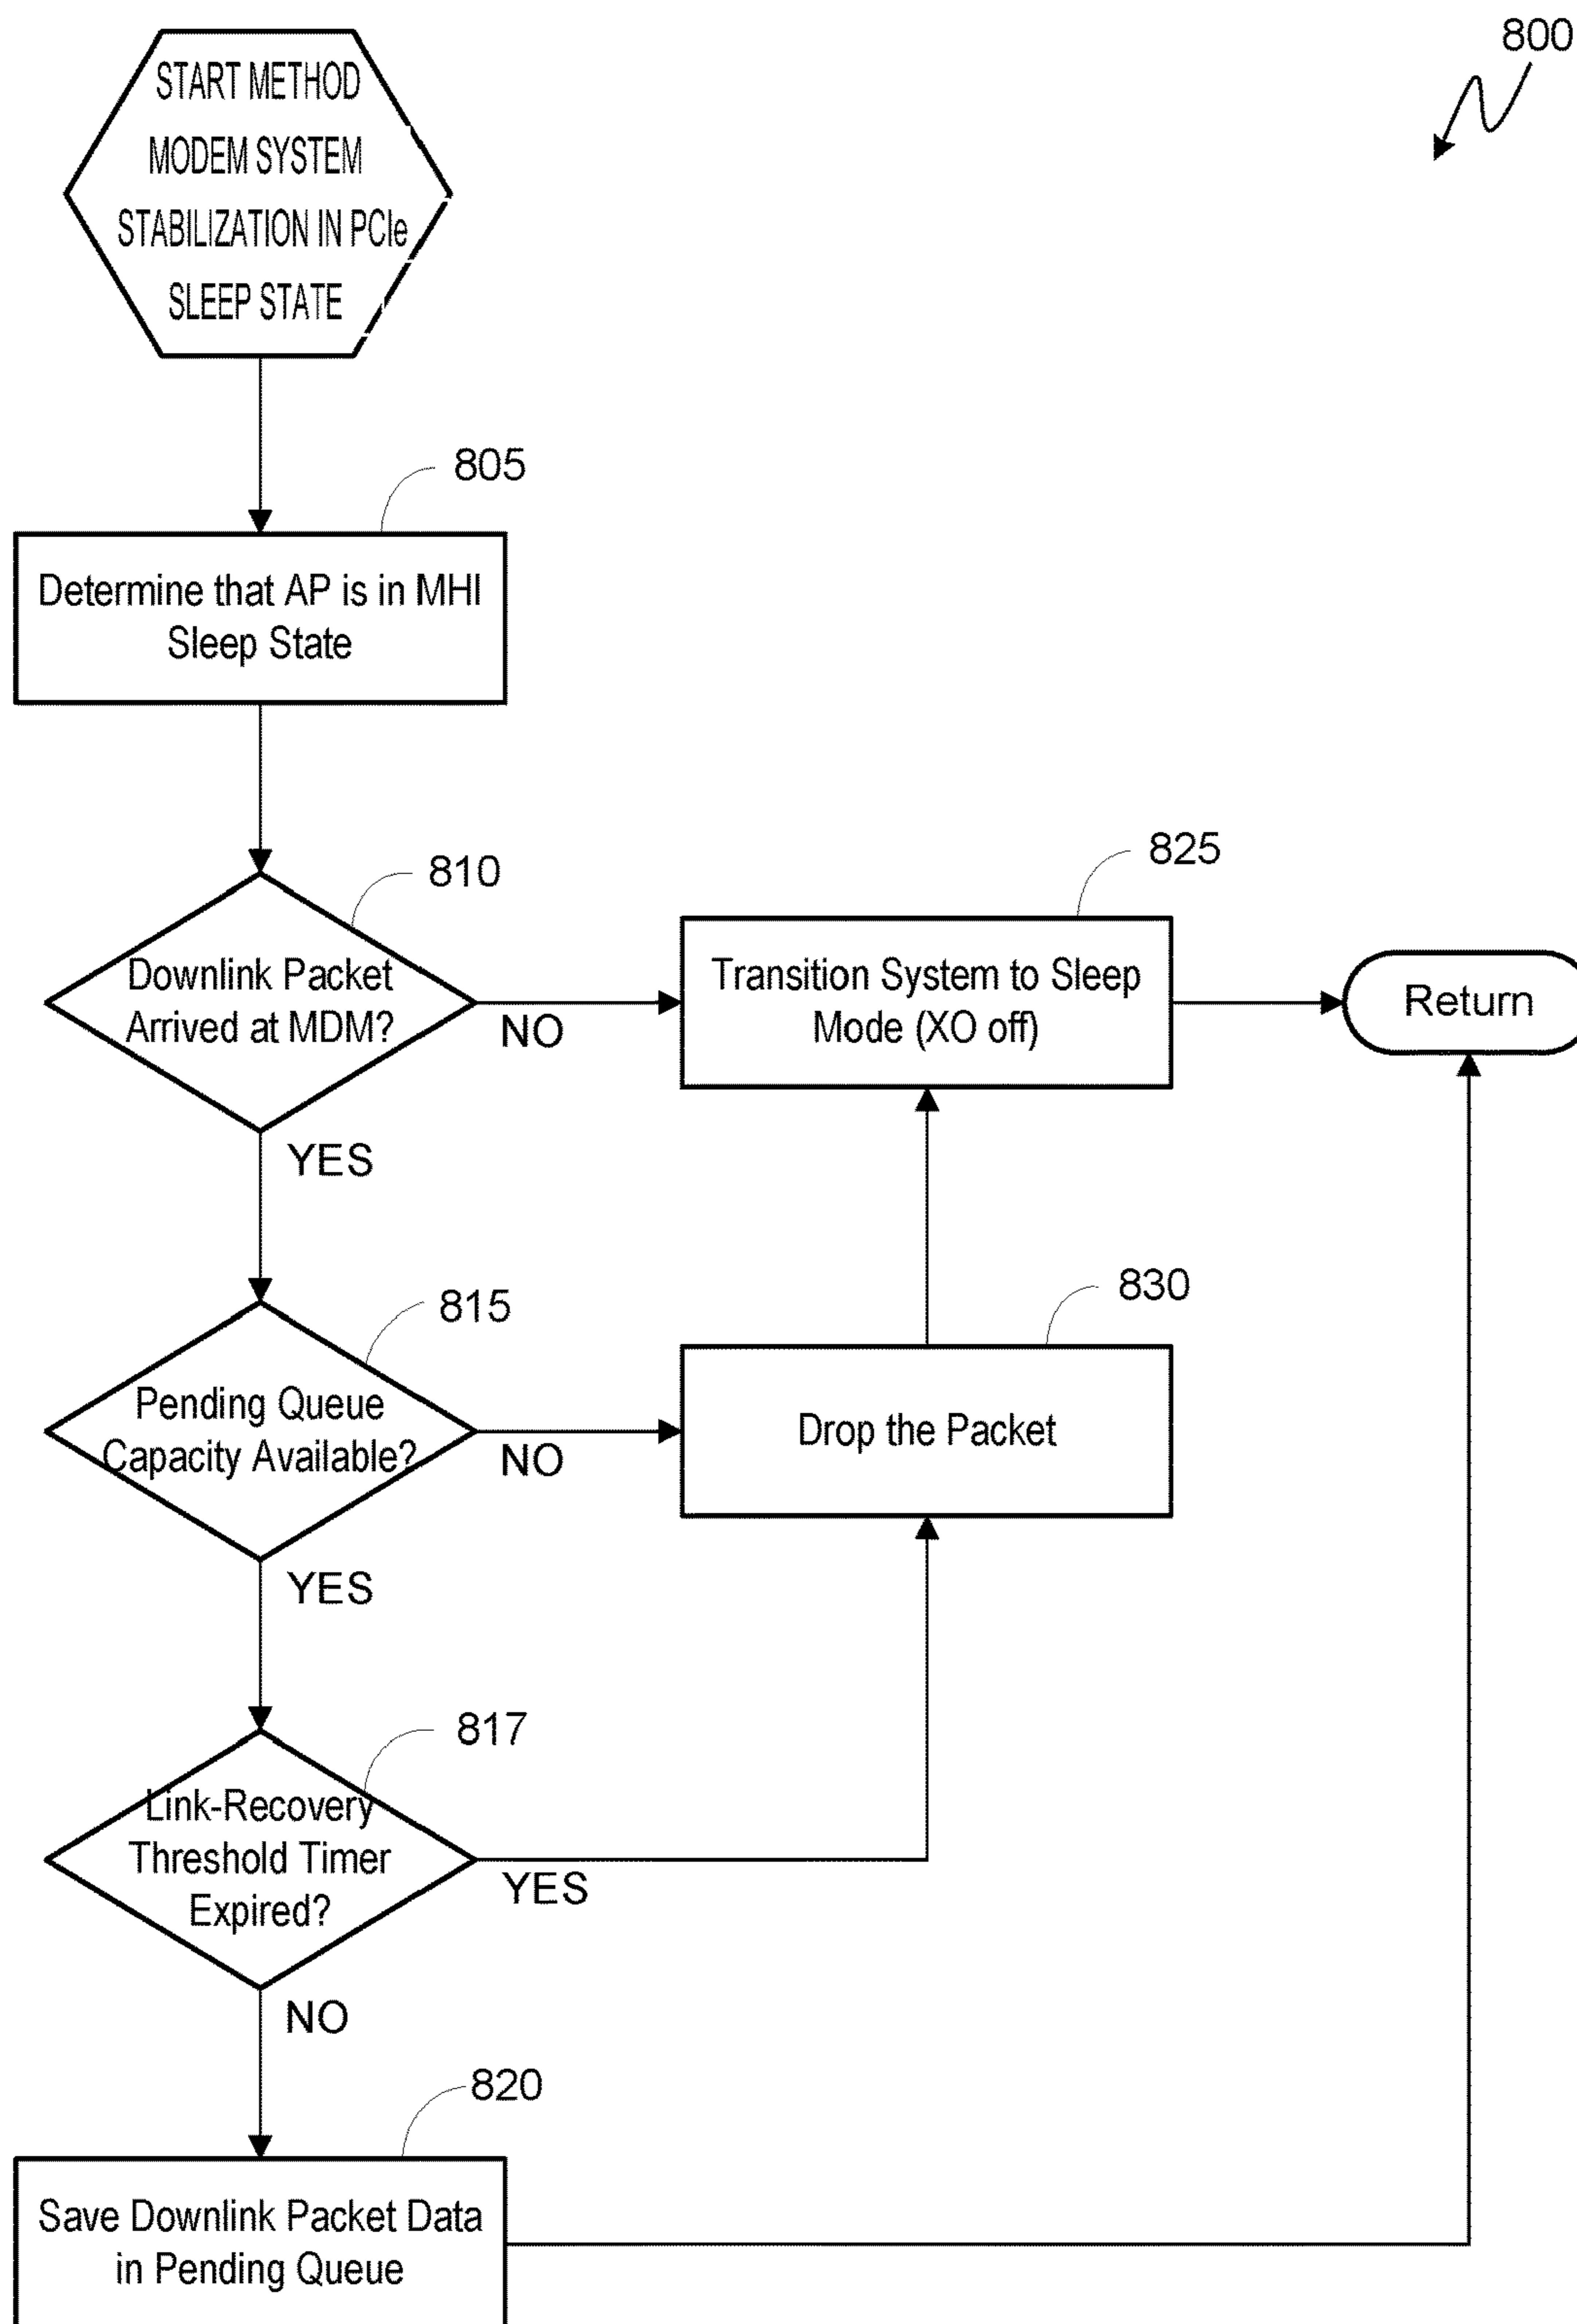 800
START METHOD
MODEM SYSTEM
STABILIZATION IN PCIe
SLEEP STATE
805
Determine that AP is in MHI
Sleep State
810
Downlink Packet
Arrived at MDM?
NO
YES
825
Transition System to Sleep
Mode (XO off)
Return
815
Pending Queue
Capacity Available?
NO
YES
830
Drop the Packet
817
Link-Recovery
Threshold Timer
Expired?
YES
NO
820
Save Downlink Packet Data
in Pending Queue